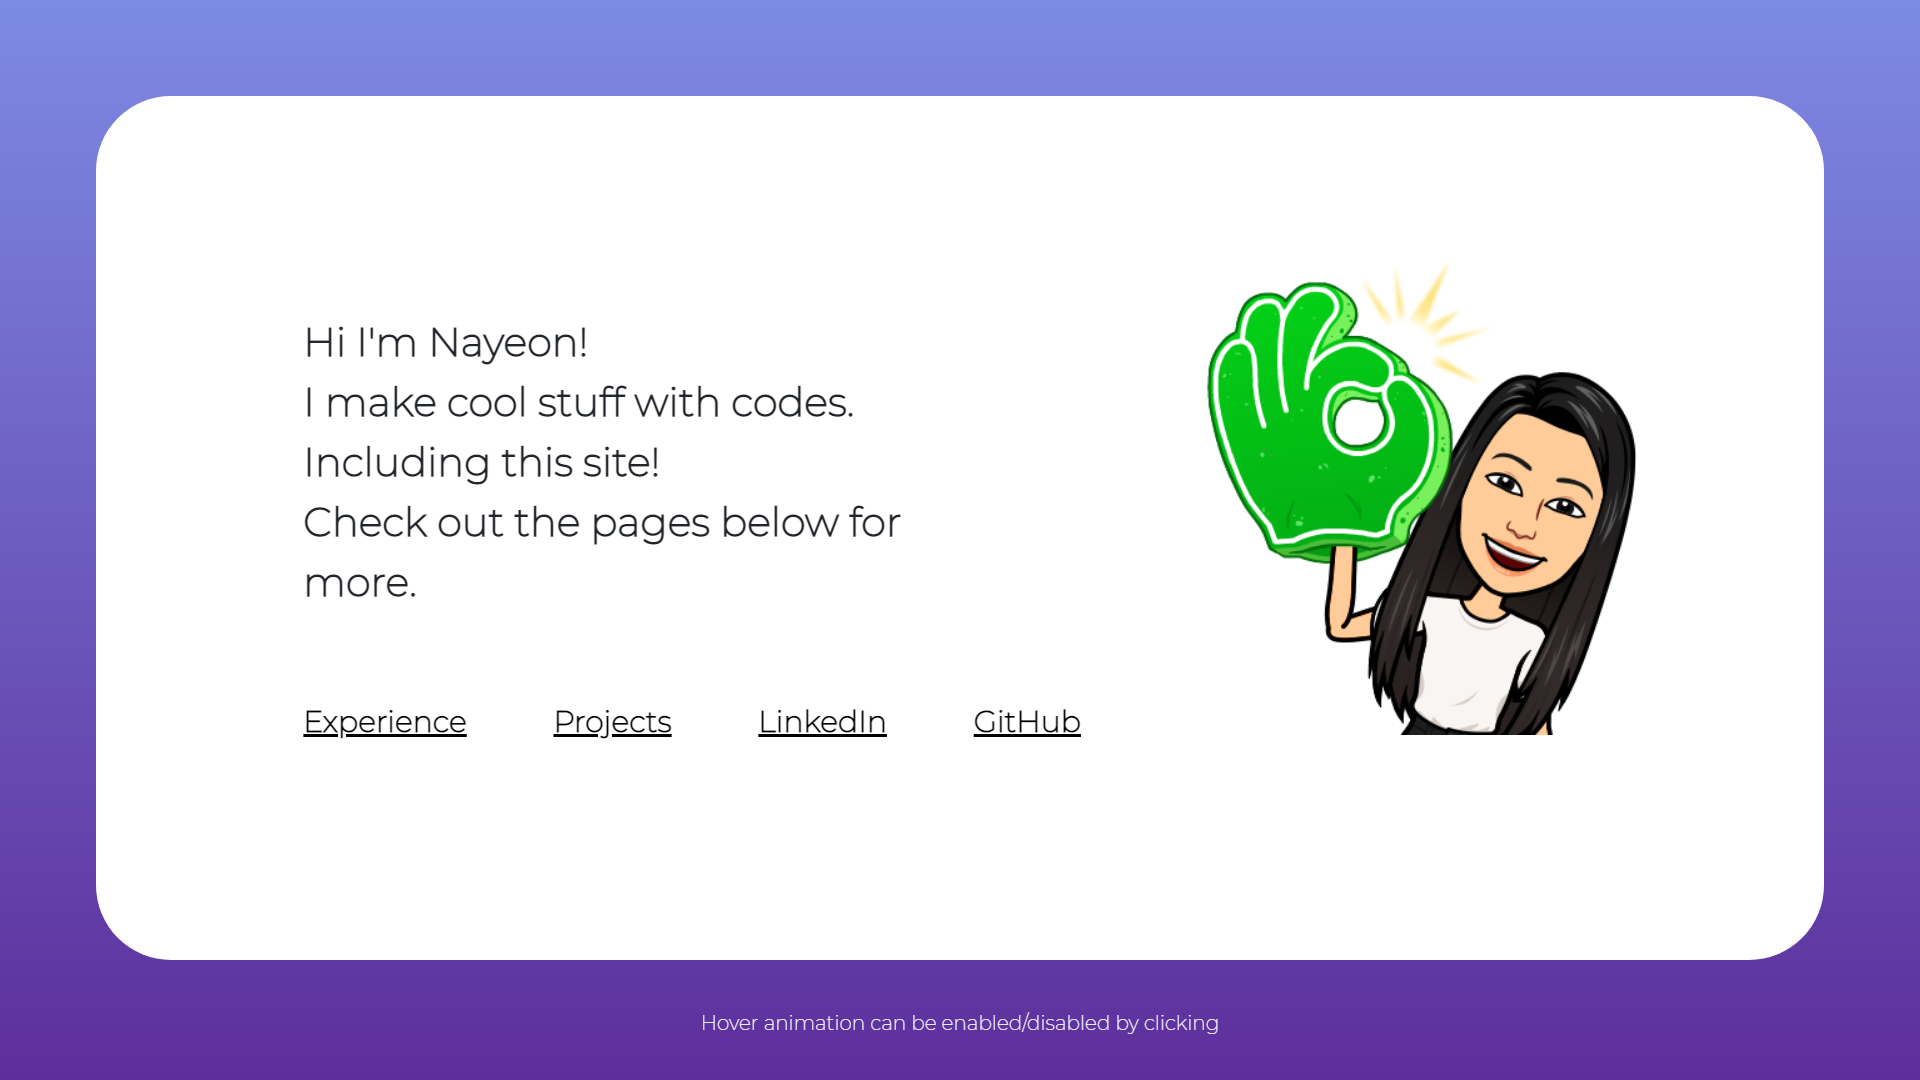 Hi I'm Nayeon!
I make cool stuff with codes.
Including this site!
Check out the pages below for
more.
Experience Projects LinkedIn GitHub
Hover animation can be enabled/disabled by clicking